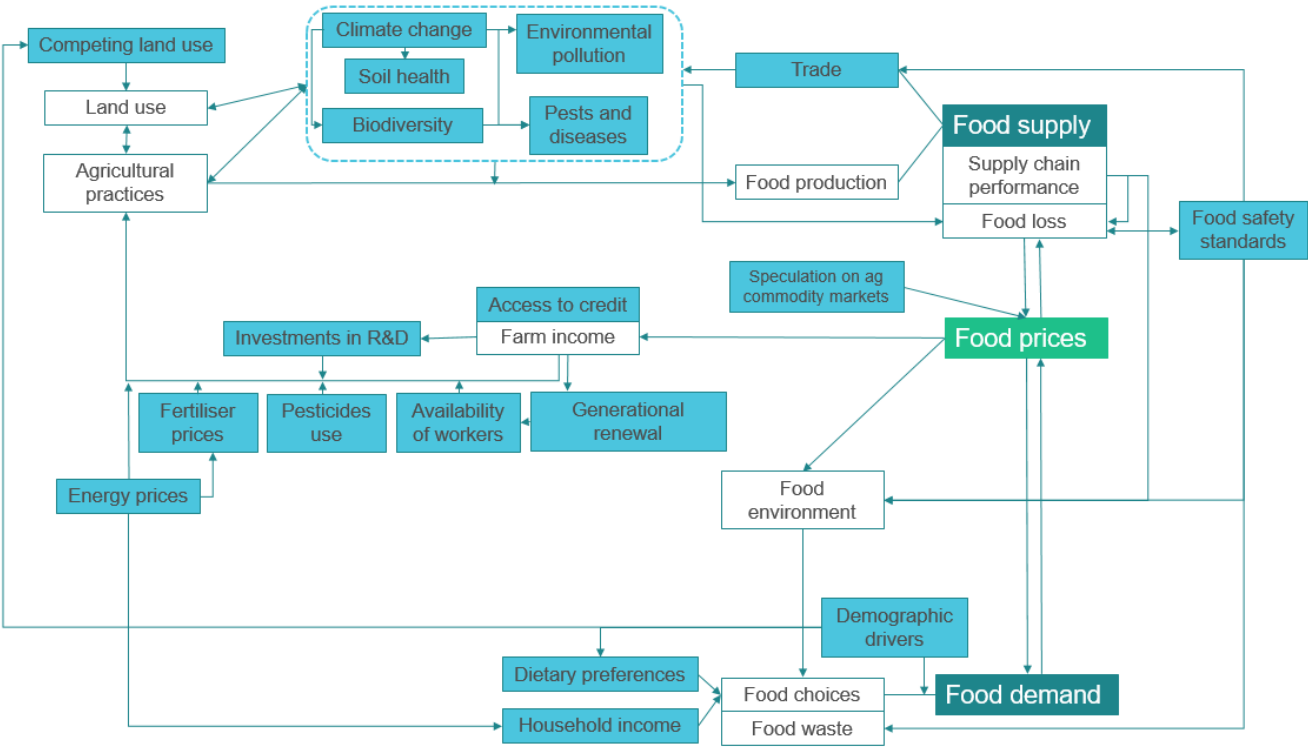 Competing land use
Land use
Agricultural
practices
Climate change
Environmental
pollution
Soil health
Biodiversity
Pests and
diseases
Trade
Food production
Food supply
Supply chain
performance
Food loss
Food safety
standards
Speculation on ag
commodity markets
Food prices
Access to credit
Farm income
Investments in R&D
Fertiliser
prices
Pesticides
use
Availability
of workers
Generational
renewal
Energy prices
Food
environment
Demographic
drivers
Dietary preferences
Household income
Food choices
Food waste
Food demand